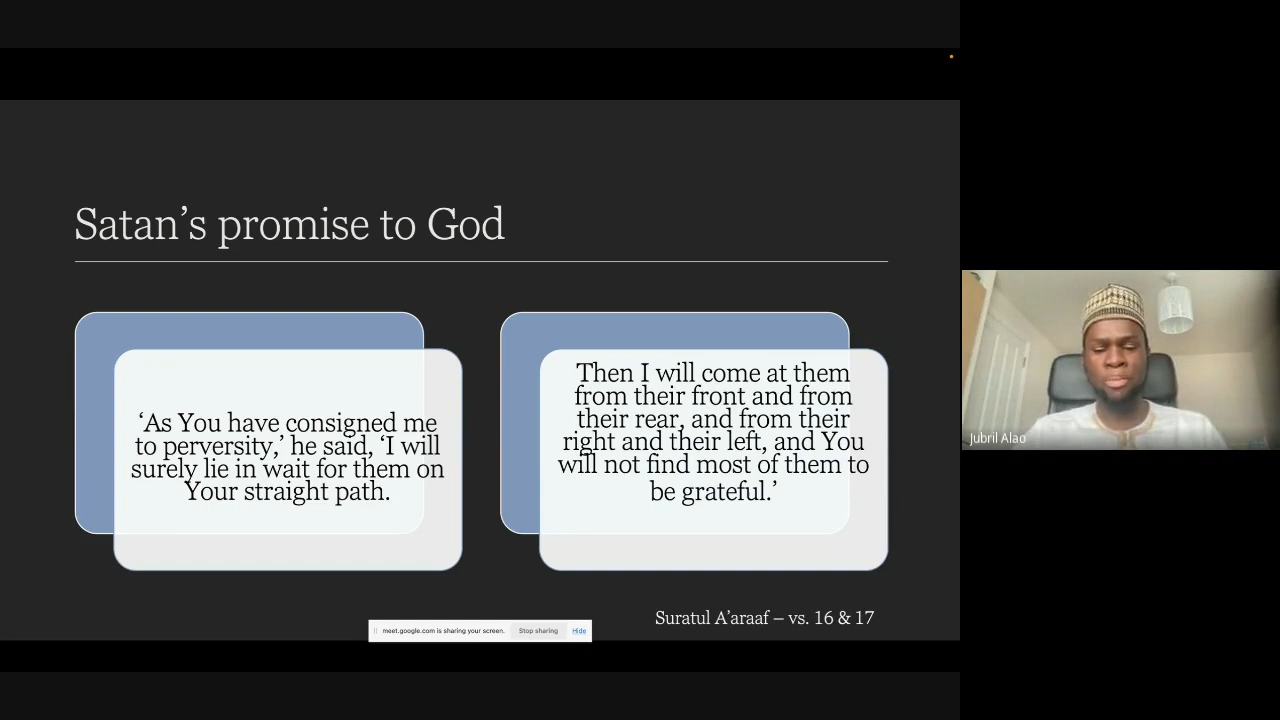 Satan’s promise to God
‘As You have consigned me
to perversity,’ he said, ‘I will
surely lie in wait for them on
Your straight path.
Then I will come at them
from their front and from
their rear, and from their
right and their left, and You
will not find most of them to
be grateful.’
Suratul A’araaf – vs. 16 & 17
meet.google.com is sharing your screen. Stop sharing Hide
Jubril Alao